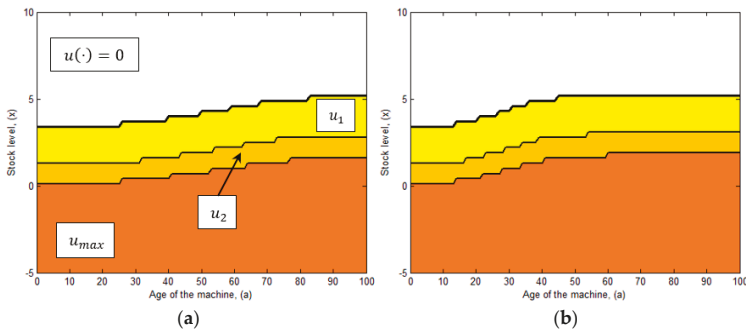 10
5
0
-5
Stock level, (x)
u(·) = 0
u₁
u₂
uₘₐₓ
0 10 20 30 40 50 60 70 80 90 100
Age of the machine, (a)
(a)
10
5
0
-5
Stock level, (x)
0 10 20 30 40 50 60 70 80 90 100
Age of the machine, (a)
(b)